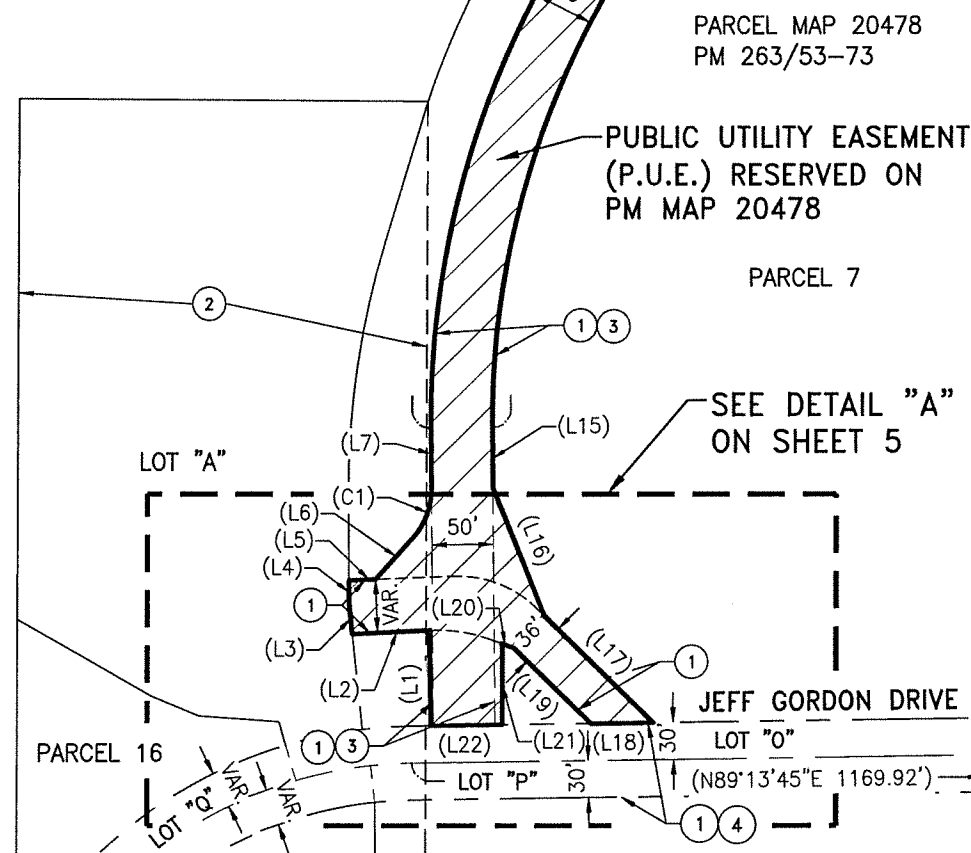 PARCEL MAP 20478
PM 263/53-73
PUBLIC UTILITY EASEMENT
(P.U.E.) RESERVED ON
PM MAP 20478
PARCEL 7
2
1 3
SEE DETAIL "A"
ON SHEET 5
(L7)
(L15)
LOT "A"
(C1)
(L6)
50'
(L16)
(L5)
(L4)
VAR.
1
(L20)
36'
(L17)
(L3)
1
(L2)
(L1)
(L19)
JEFF GORDON DRIVE
PARCEL 16
1 3
(L22)
(L21)
(L18)
30'
LOT "O"
VAR.
VAR.
LOT "Q"
LOT "P"
30'
(N89°13'45"E 1169.92')
1 4